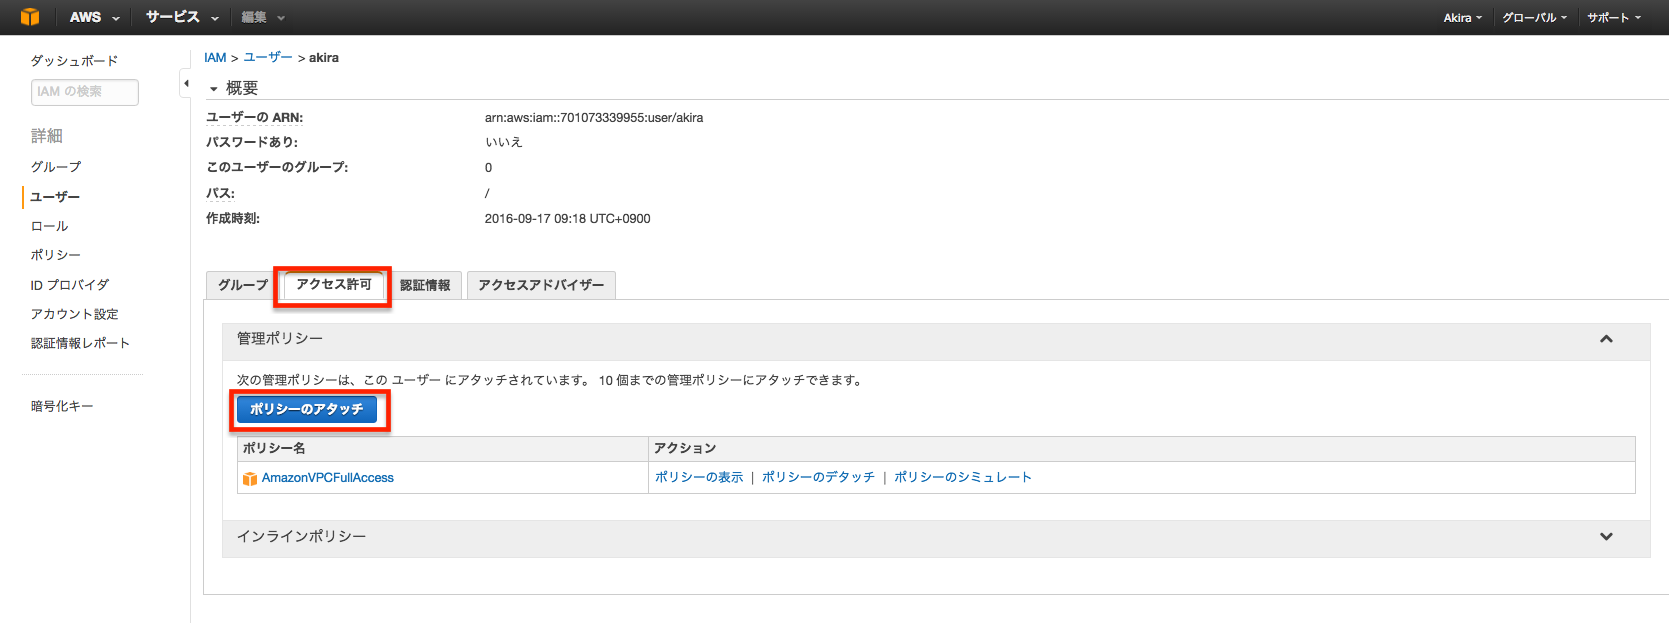 AWS サービス 編集 Akira グローバル サポート
ダッシュボード
IAM の検索
詳細
グループ
ユーザー
ロール
ポリシー
ID プロバイダ
アカウント設定
認証情報レポート
暗号化キー
IAM > ユーザー > akira
概要
ユーザーの ARN: arn:aws:iam::701073339955:user/akira
パスワードあり: いいえ
このユーザーのグループ: 0
パス: /
作成時刻: 2016-09-17 09:18 UTC+0900
グループ アクセス許可 認証情報 アクセスアドバイザー
管理ポリシー
次の管理ポリシーは、この ユーザー にアタッチされています。 10 個までの管理ポリシーにアタッチできます。
ポリシーのアタッチ
ポリシー名 アクション
AmazonVPCFullAccess ポリシーの表示 | ポリシーのデタッチ | ポリシーのシミュレート
インラインポリシー